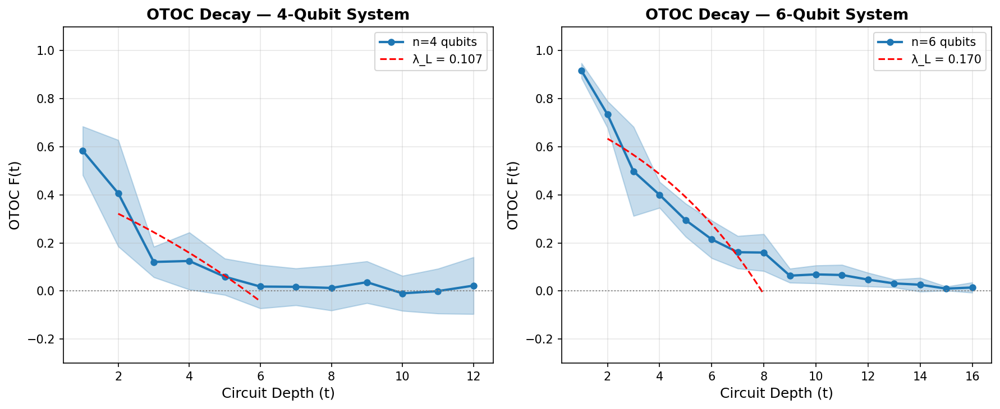 OTOC Decay — 4-Qubit System
n=4 qubits
λ_L = 0.107
OTOC F(t)
1.0
0.8
0.6
0.4
0.2
0.0
−0.2
2 4 6 8 10 12
Circuit Depth (t)
OTOC Decay — 6-Qubit System
n=6 qubits
λ_L = 0.170
OTOC F(t)
1.0
0.8
0.6
0.4
0.2
0.0
−0.2
2 4 6 8 10 12 14 16
Circuit Depth (t)